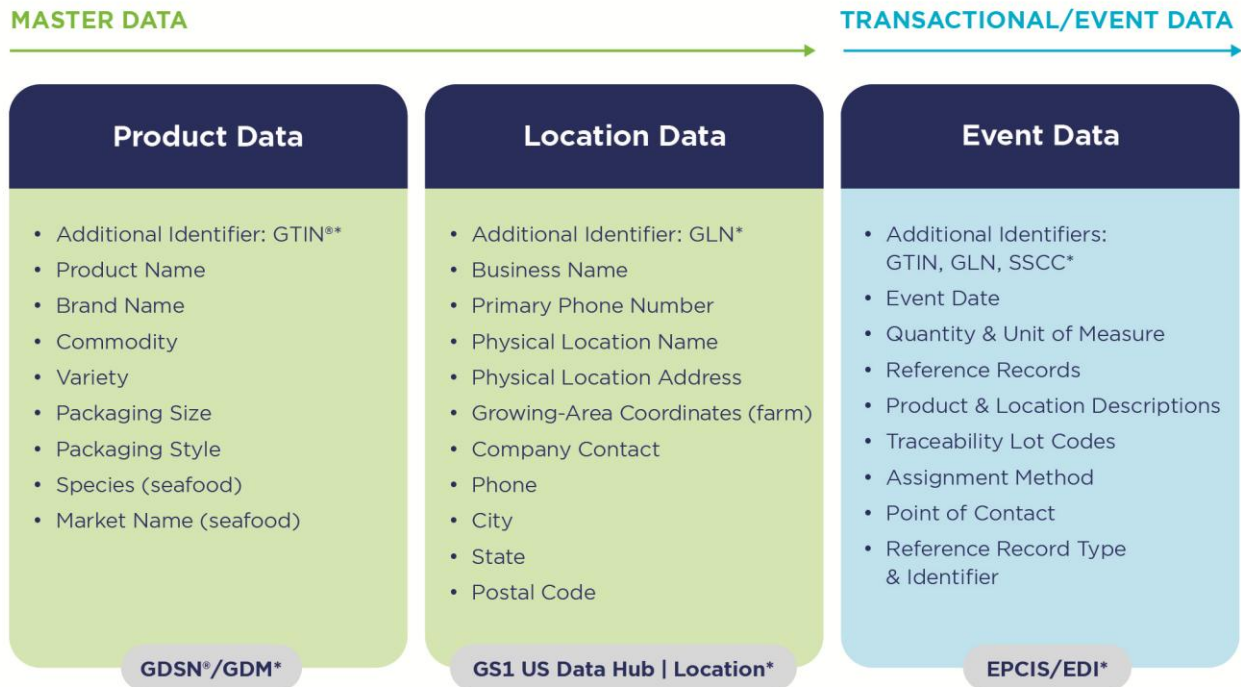 MASTER DATA
TRANSACTIONAL/EVENT DATA
Product Data
• Additional Identifier: GTIN®*
• Product Name
• Brand Name
• Commodity
• Variety
• Packaging Size
• Packaging Style
• Species (seafood)
• Market Name (seafood)
GDSN®/GDM*
Location Data
• Additional Identifier: GLN*
• Business Name
• Primary Phone Number
• Physical Location Name
• Physical Location Address
• Growing-Area Coordinates (farm)
• Company Contact
• Phone
• City
• State
• Postal Code
GS1 US Data Hub | Location*
Event Data
• Additional Identifiers:
GTIN, GLN, SSCC*
• Event Date
• Quantity & Unit of Measure
• Reference Records
• Product & Location Descriptions
• Traceability Lot Codes
• Assignment Method
• Point of Contact
• Reference Record Type
& Identifier
EPCIS/EDI*